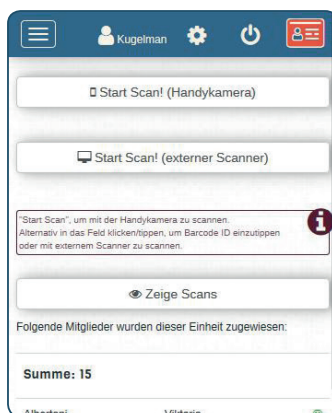 Kugelman
Start Scan! (Handykamera)
Start Scan! (externer Scanner)
"Start Scan", um mit der Handykamera zu scannen.
Alternativ in das Feld klicken/tippen, um Barcode ID einzutippen
oder mit externem Scanner zu scannen.
Zeige Scans
Folgende Mitglieder wurden dieser Einheit zugewiesen:
Summe: 15